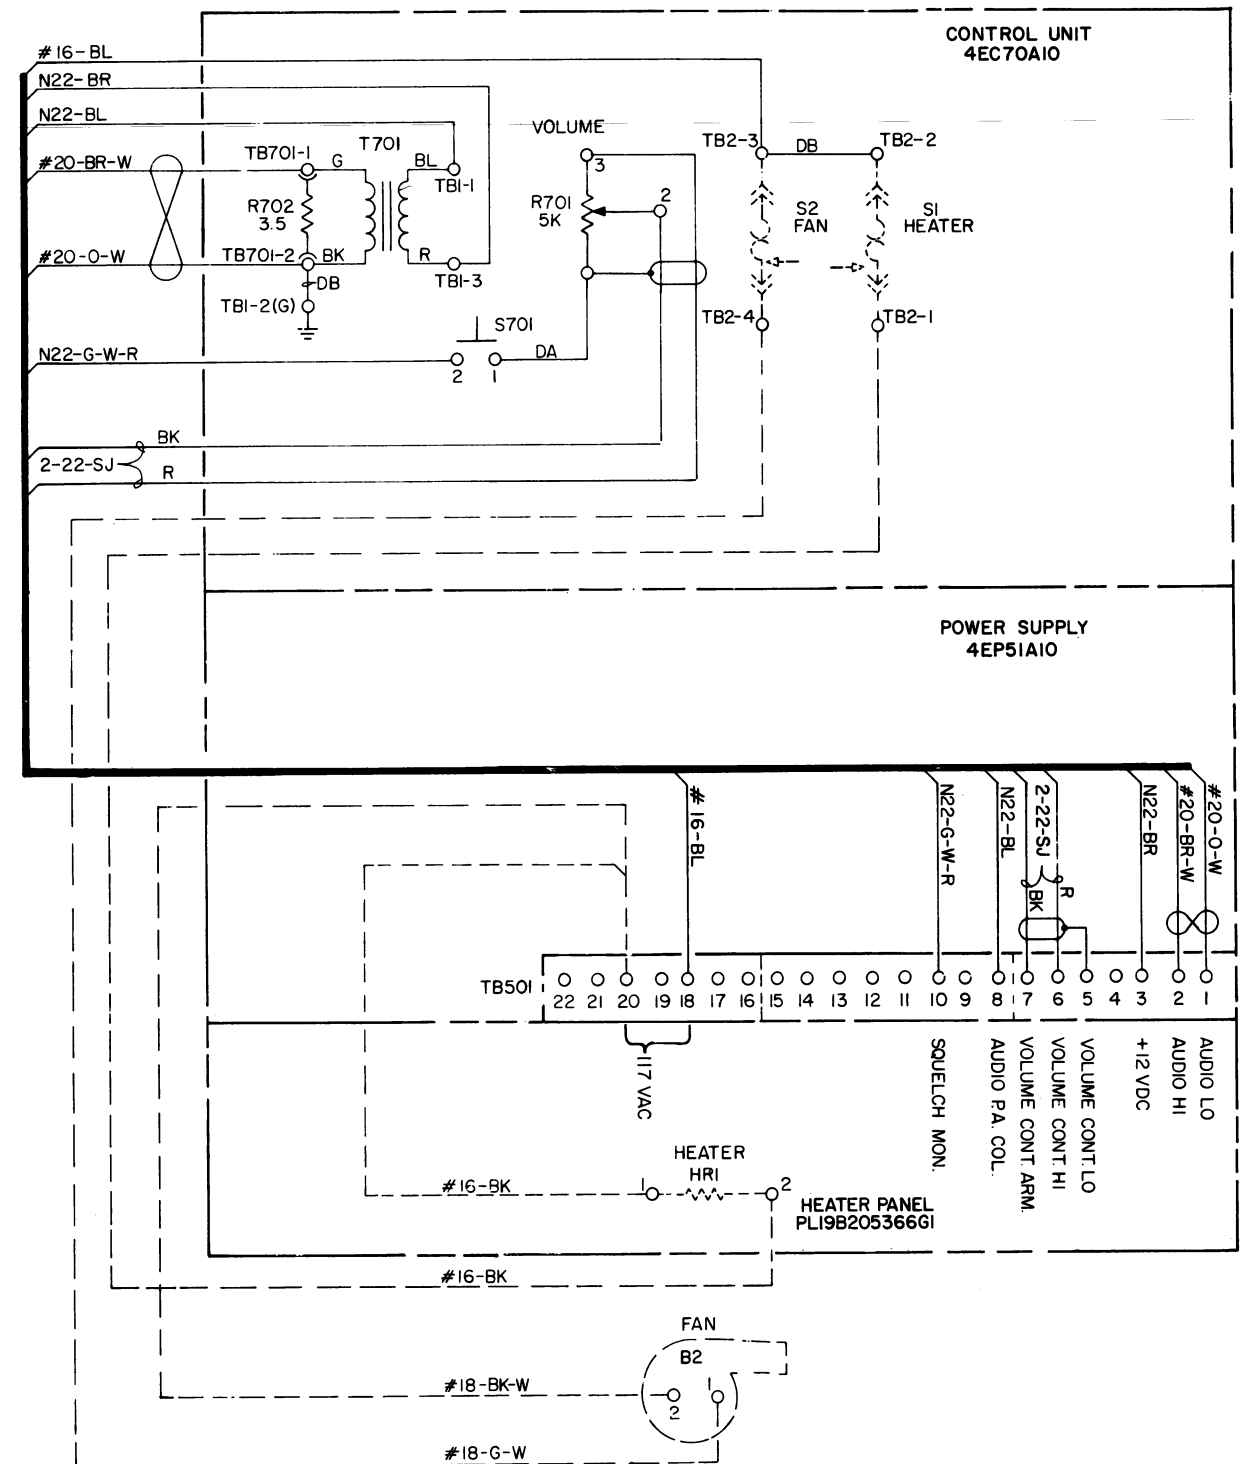 CONTROL UNIT
4EC70A10
#16-BL
N22-BR
N22-BL
#20-BR-W
#20-O-W
N22-G-W-R
2-22-SJ
BK
R
TB701-1
G
T701
BL
TB1-1
R702
3.5
TB701-2
BK
R
TB1-3
DB
TB1-2(G)
S701
2
1
DA
VOLUME
3
R701
5K
2
TB2-3
DB
TB2-2
S2
FAN
S1
HEATER
TB2-4
TB2-1
POWER SUPPLY
4EP51A10
#16-BL
N22-G-W-R
N22-BL
2-22-SJ
BK
R
N22-BR
#20-BR-W
#20-O-W
TB501
22 21 20 19 18 17 16 15 14 13 12 11 10 9 8 7 6 5 4 3 2 1
117 VAC
SQUELCH MON.
AUDIO P.A. COL.
VOLUME CONT. ARM.
VOLUME CONT. HI
VOLUME CONT. LO
+12 VDC
AUDIO HI
AUDIO LO
HEATER
HR1
#16-BK
1
2
HEATER PANEL
PL19B205366G1
#16-BK
FAN
B2
#18-BK-W
2
1
#18-G-W